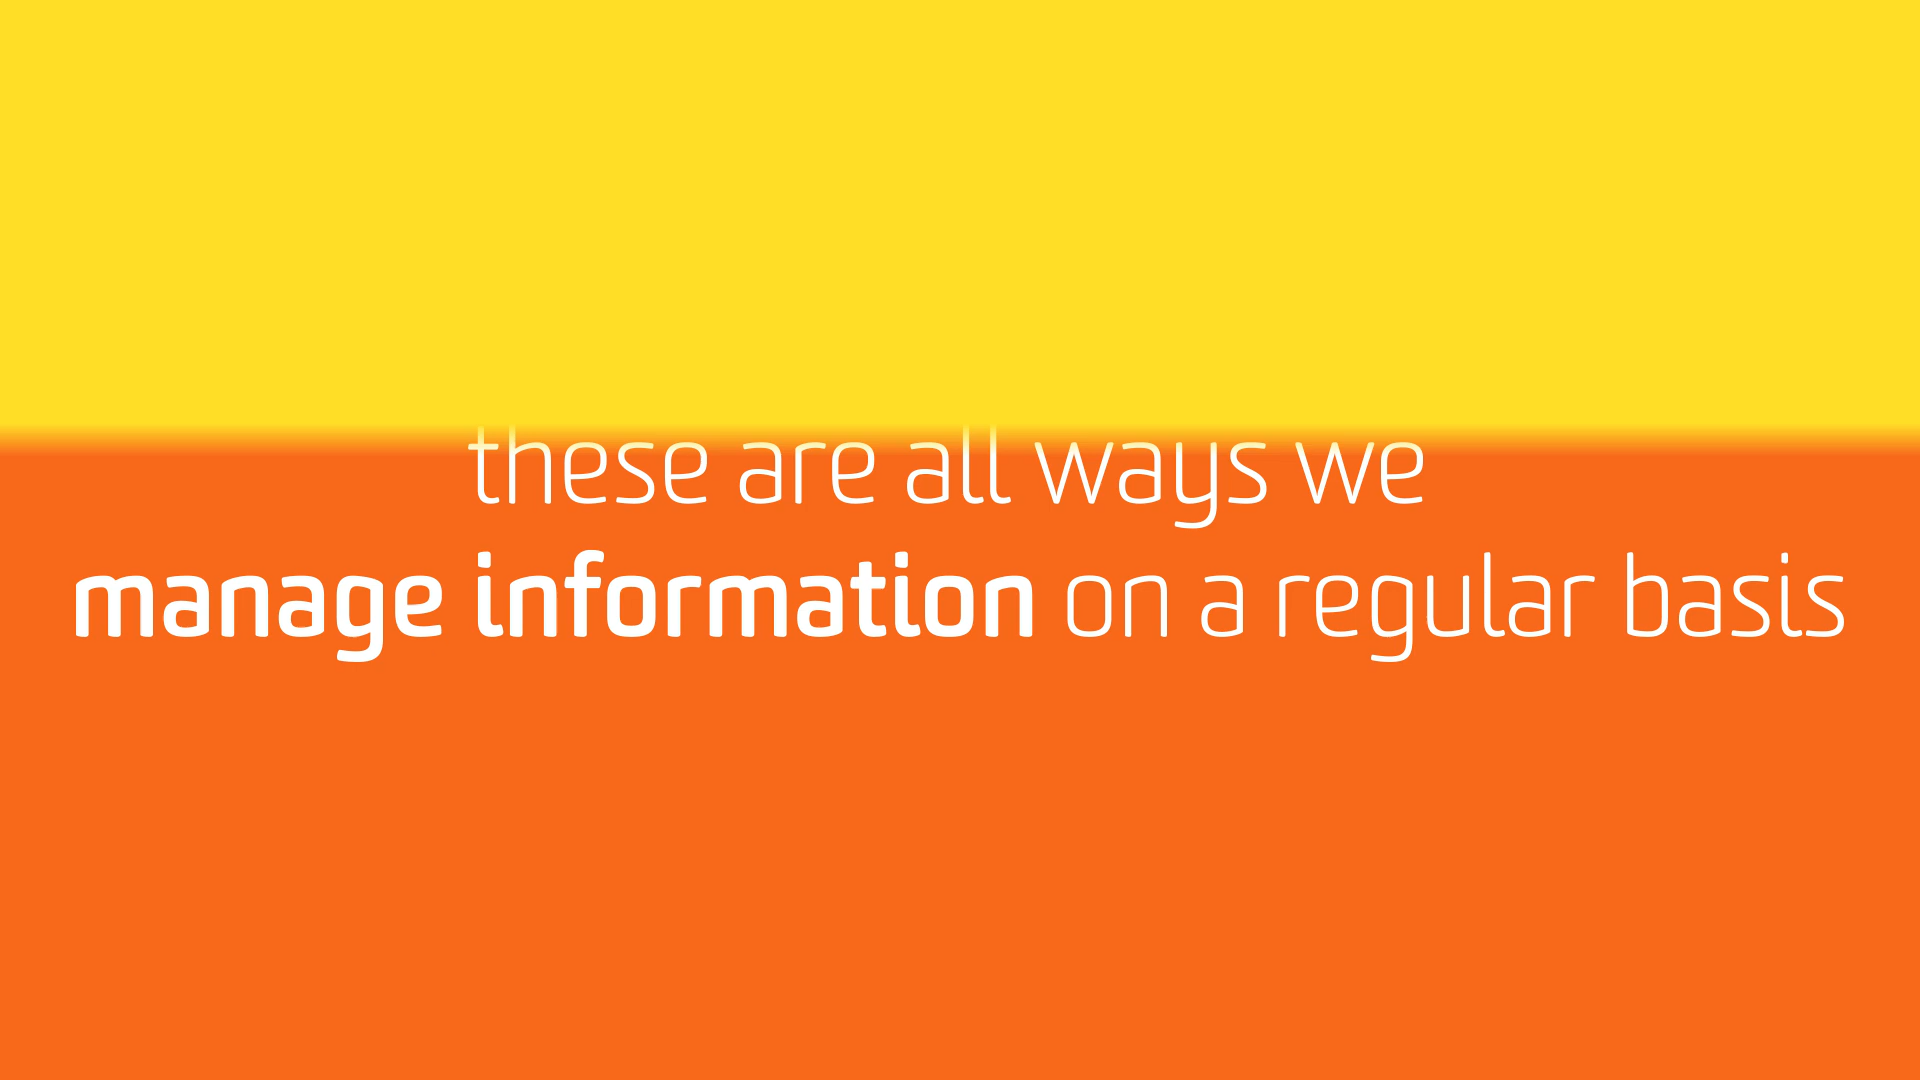 these are all ways we
manage information on a regular basis